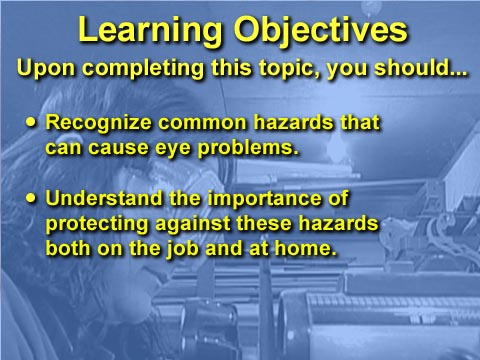 Learning Objectives
Upon completing this topic, you should...
• Recognize common hazards that
can cause eye problems.
• Understand the importance of
protecting against these hazards
both on the job and at home.